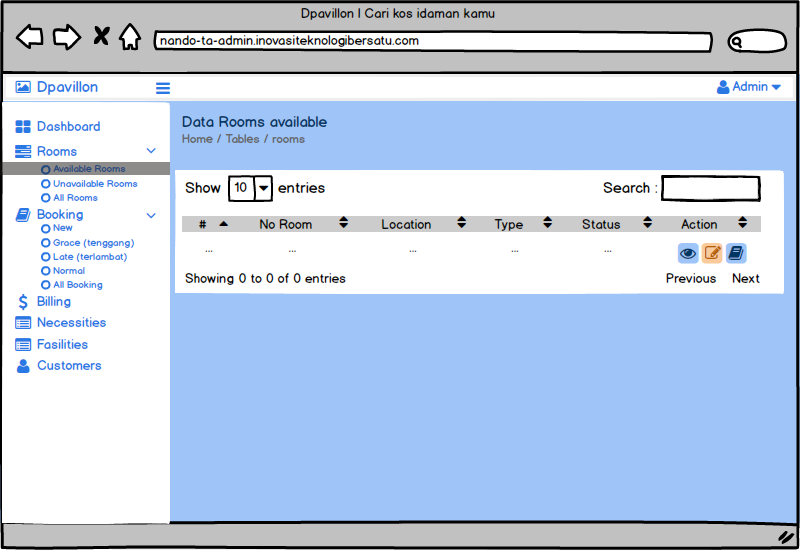 Dpavillon | Cari kos idaman kamu
nando-ta-admin.inovasiteknologibersatu.com
Dpavillon
Admin
Dashboard
Rooms
Available Rooms
Unavailable Rooms
All Rooms
Booking
New
Grace (tenggang)
Late (terlambat)
Normal
All Booking
Billing
Necessities
Fasilities
Customers
Data Rooms available
Home / Tables / rooms
Show 10 entries Search :
# No Room Location Type Status Action
... ... ... ... ...
Showing 0 to 0 of 0 entries Previous Next